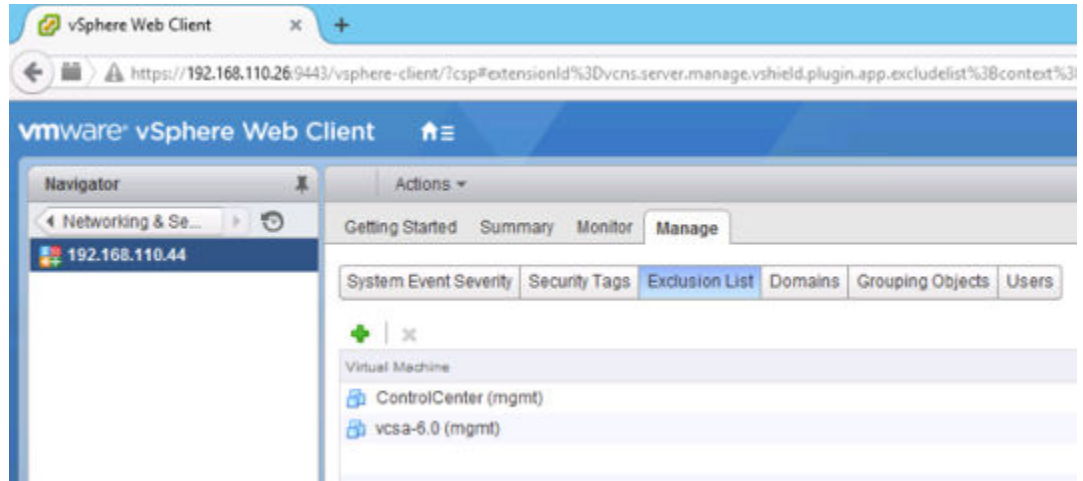 vSphere Web Client
https://192.168.110.26:9443/vsphere-client/?csp#extensionId%3Dvcns.server.manage.vshield.plugin.app.excludelist%3Bcontext%3
vmware® vSphere Web Client
Navigator
Actions
Networking & Se...
Getting Started Summary Monitor Manage
192.168.110.44
System Event Severity Security Tags Exclusion List Domains Grouping Objects Users
Virtual Machine
ControlCenter (mgmt)
vcsa-6.0 (mgmt)